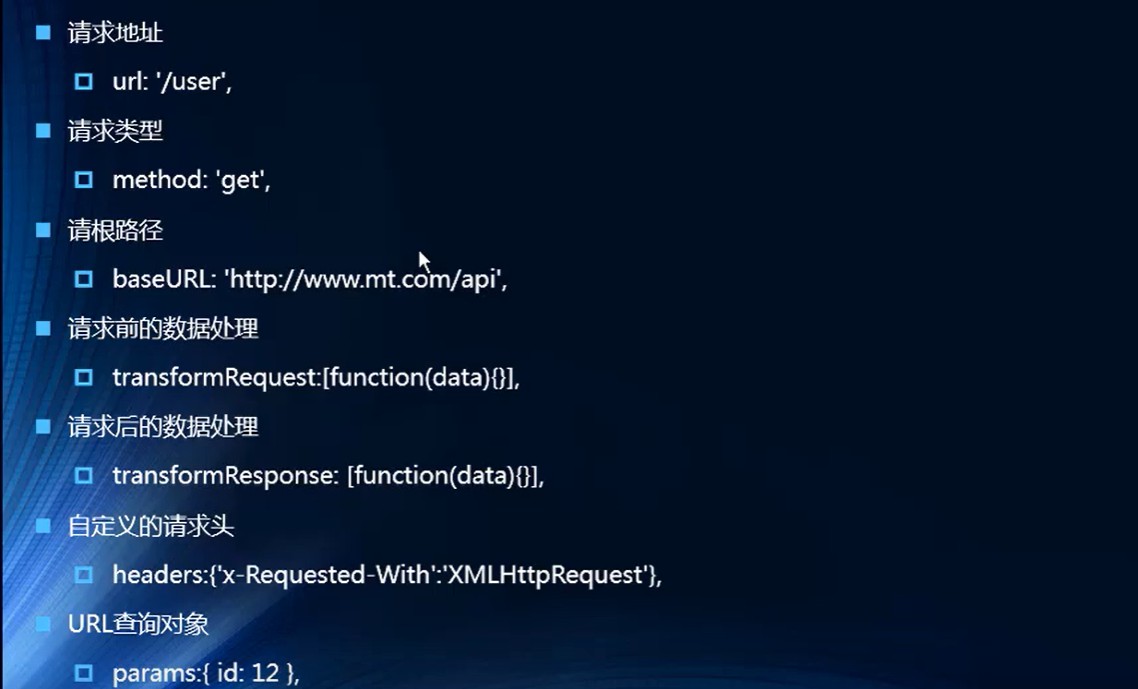 请求地址
url: '/user',
请求类型
method: 'get',
请根路径
baseURL: 'http://www.mt.com/api',
请求前的数据处理
transformRequest:[function(data){}],
请求后的数据处理
transformResponse: [function(data){}],
自定义的请求头
headers:{'x-Requested-With':'XMLHttpRequest'},
URL查询对象
params:{ id: 12 },